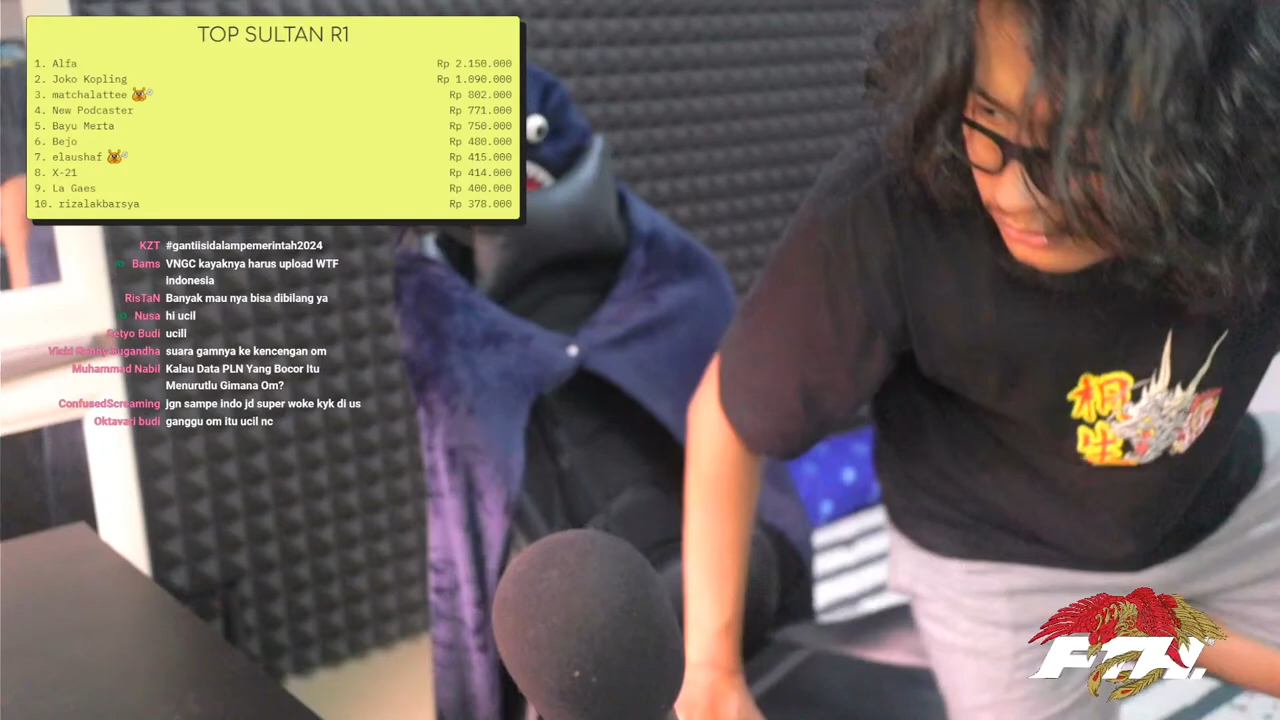 TOP SULTAN R1
1. Alfa Rp 2.150.000
2. Joko Kopling Rp 1.090.000
3. matchalattee Rp 802.000
4. New Podcaster Rp 771.000
5. Bayu Merta Rp 750.000
6. Bejo Rp 480.000
7. elaushaf Rp 415.000
8. X-21 Rp 414.000
9. La Gaes Rp 400.000
10. rizalakbarsya Rp 378.000
KZT #gantiisidalampemerintah2024
Bams VNGC kayaknya harus upload WTF
Indonesia
RisTaN Banyak mau nya bisa dibilang ya
Nusa hi ucil
Setyo Budi ucill
Sugandha suara gamnya ke kencengan om
Muhammad Nabil Kalau Data PLN Yang Bocor Itu
Menurutlu Gimana Om?
ConfusedScreaming jgn sampe indo jd super woke kyk di us
Oktavari budi ganggu om itu ucil nc
桐
生